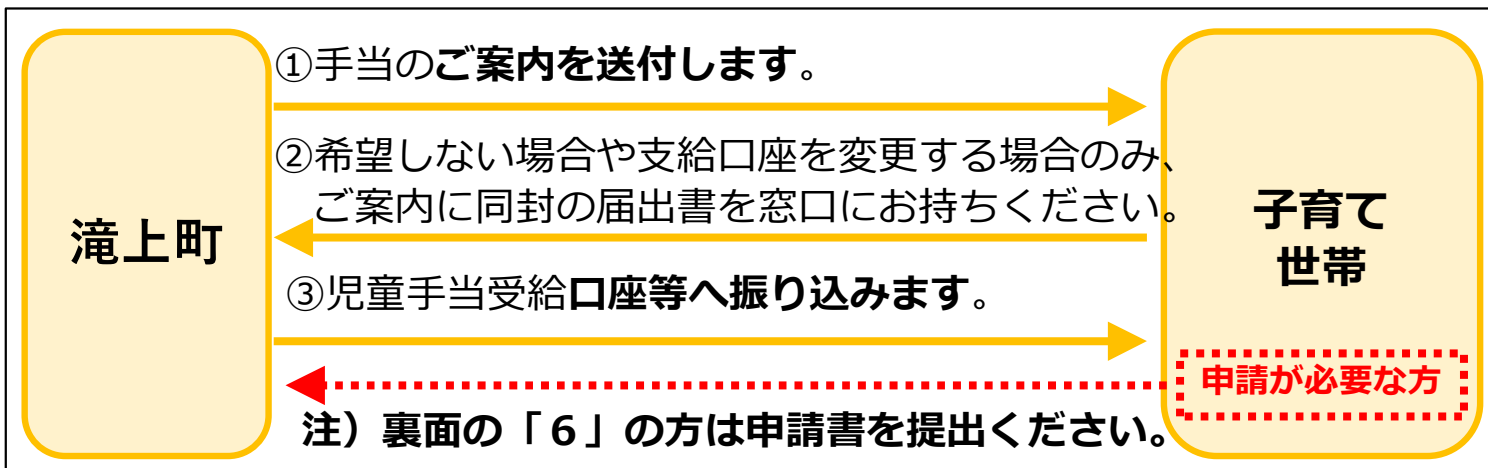 滝上町
①手当のご案内を送付します。
②希望しない場合や支給口座を変更する場合のみ、
ご案内に同封の届出書を窓口にお持ちください。
③児童手当受給口座等へ振り込みます。
注）裏面の「６」の方は申請書を提出ください。
子育て
世帯
申請が必要な方